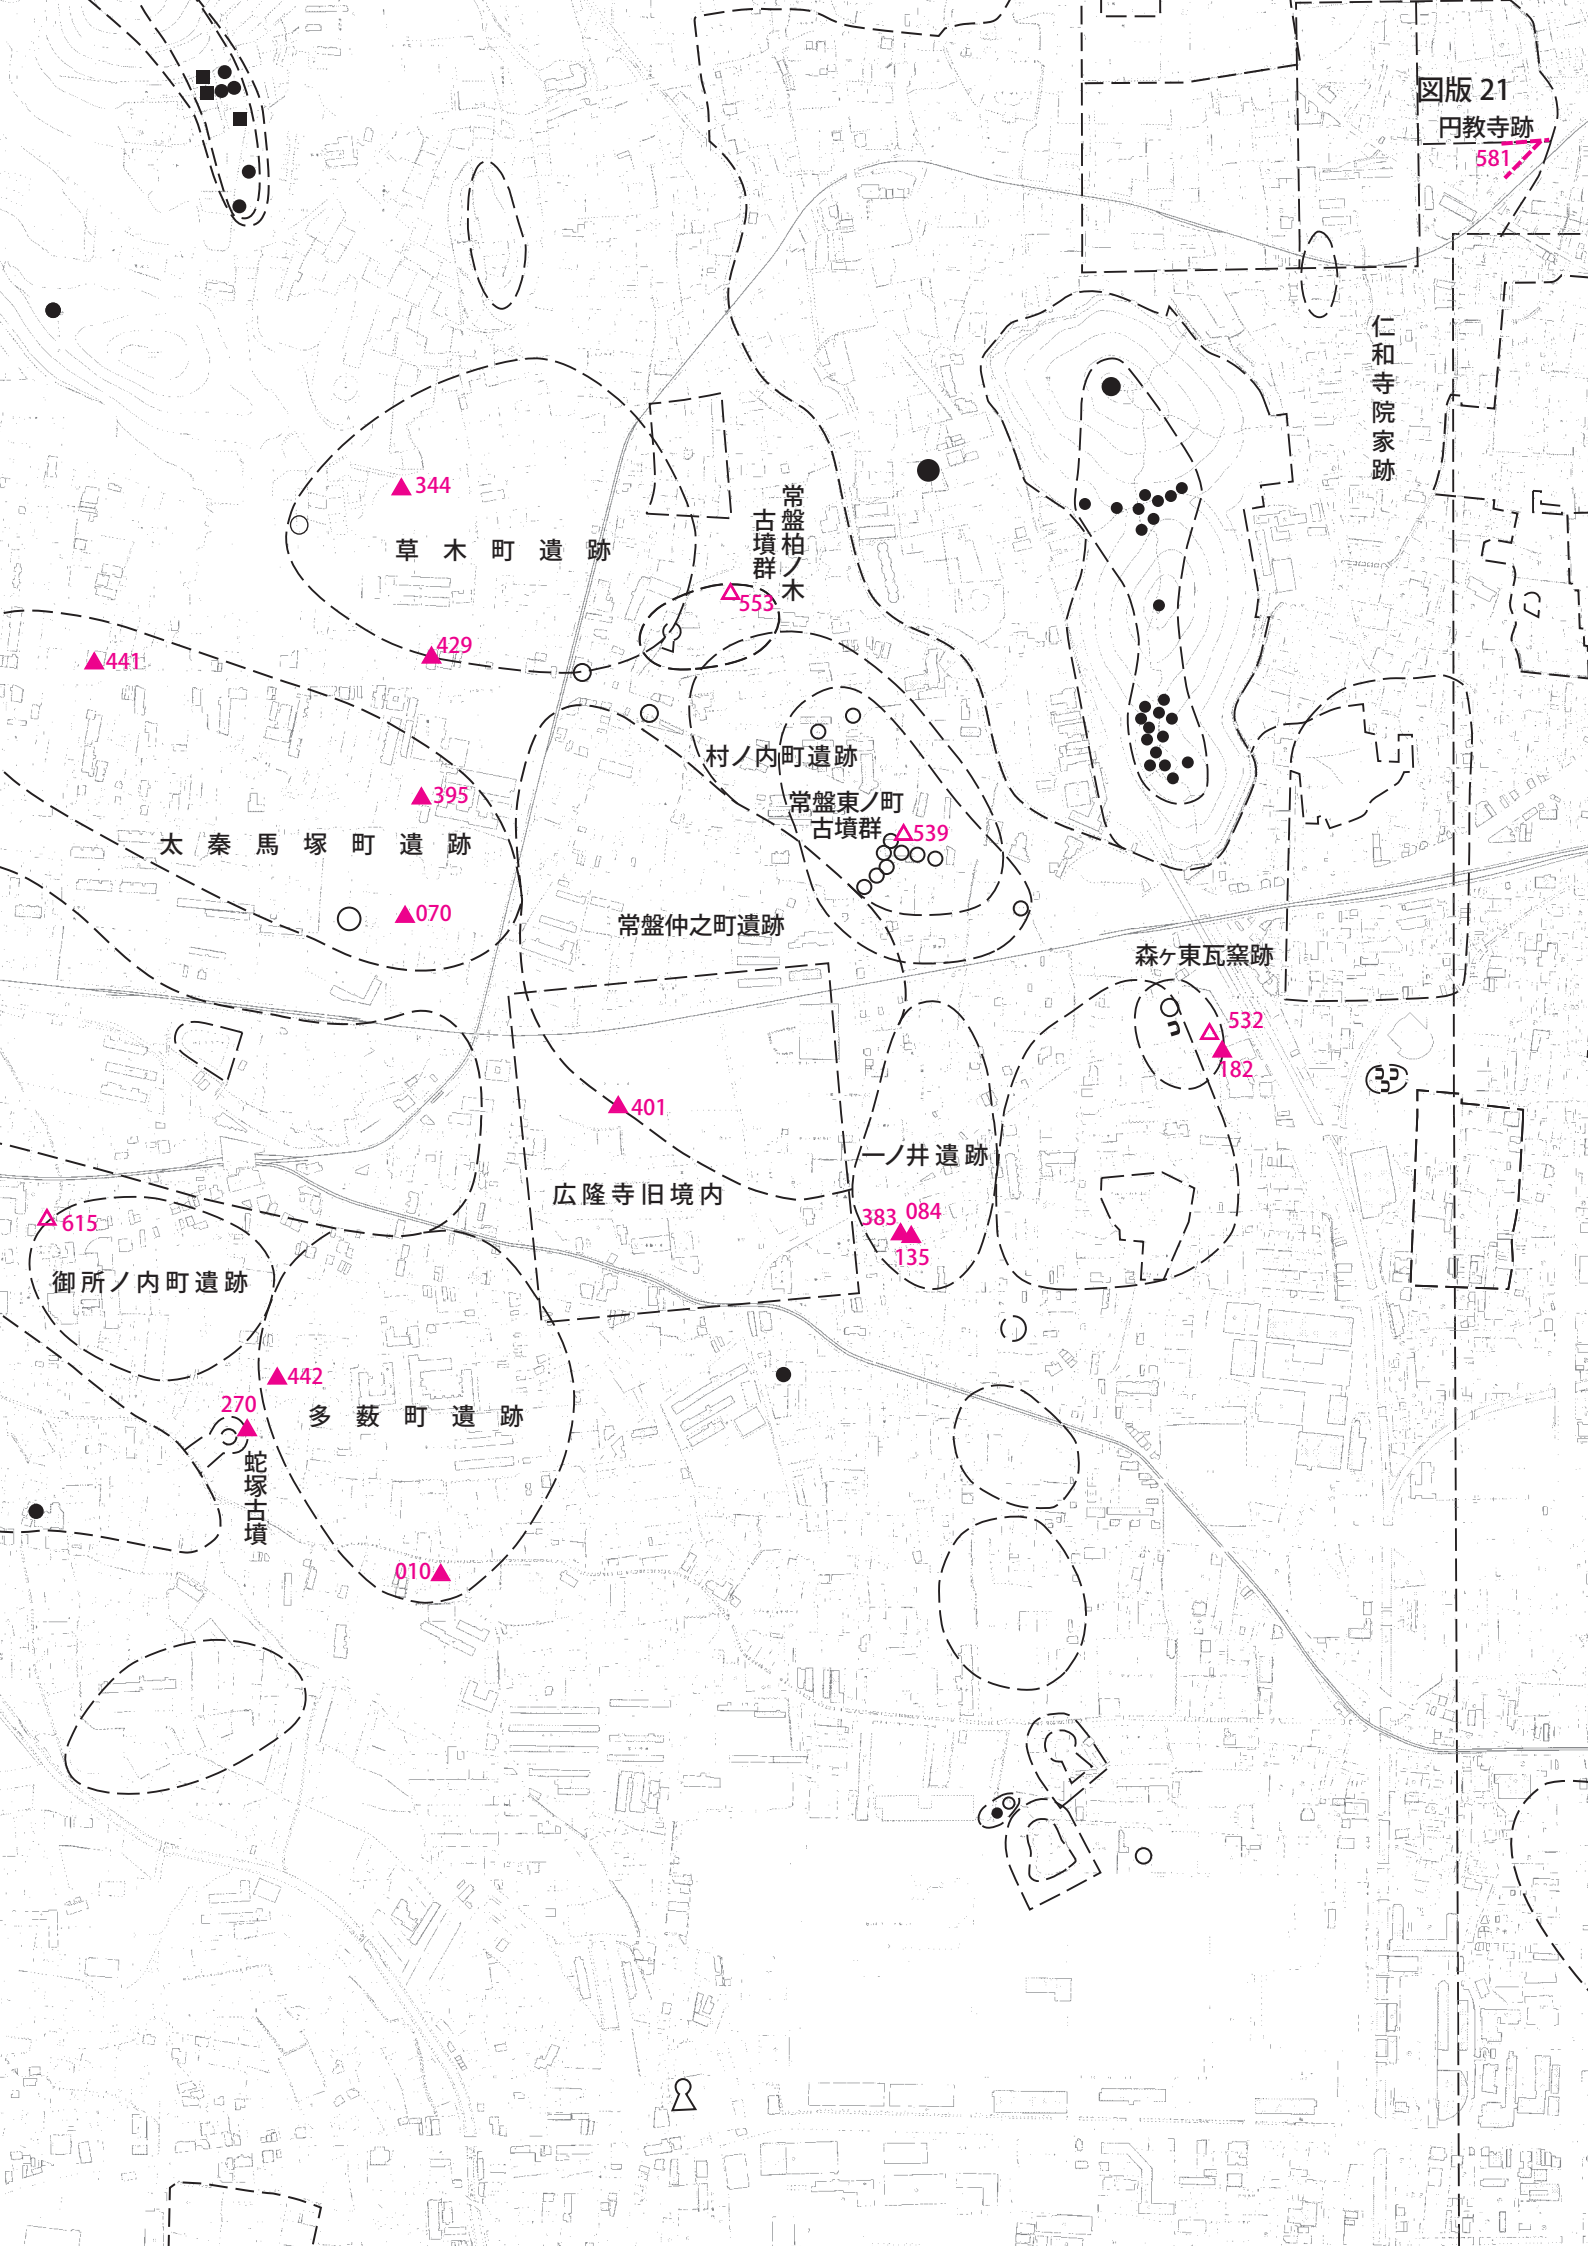 図版 21
円教寺跡
581
仁和寺院家跡
344
草木町遺跡
常盤柏ノ木
古墳群
553
429
441
村ノ内町遺跡
395
常盤東ノ町
古墳群
539
太秦馬塚町遺跡
070
常盤仲之町遺跡
森ヶ東瓦窯跡
532
182
401
一ノ井遺跡
広隆寺旧境内
383
084
135
615
御所ノ内町遺跡
442
270
多薮町遺跡
蛇塚古墳
010